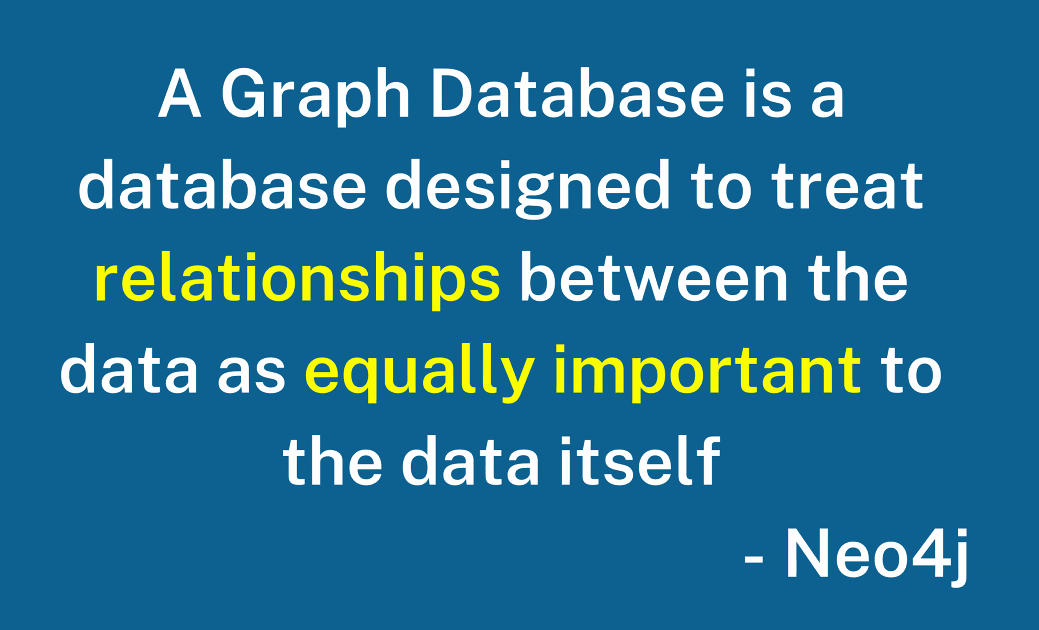 A Graph Database is a
database designed to treat
relationships between the
data as equally important to
the data itself
- Neo4j